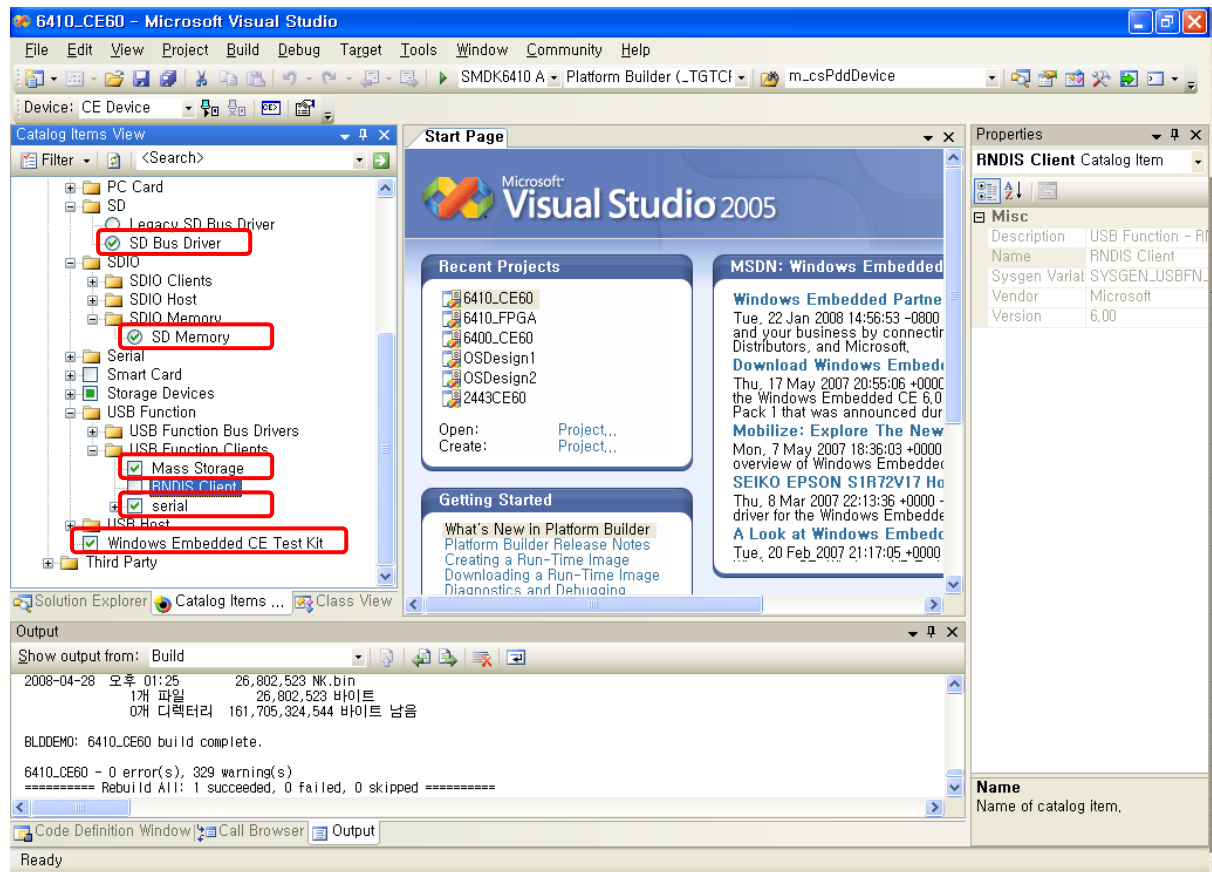 6410_CE60 - Microsoft Visual Studio
File Edit View Project Build Debug Target Tools Window Community Help
SMDK6410 A Platform Builder (_TGTCF m_csPddDevice
Device: CE Device
Catalog Items View
Filter <Search>
PC Card
SD
Legacy SD Bus Driver
SD Bus Driver
SDIO
SDIO Clients
SDIO Host
SDIO Memory
SD Memory
Serial
Smart Card
Storage Devices
USB Function
USB Function Bus Drivers
USB Function Clients
Mass Storage
RNDIS Client
serial
USB Host
Windows Embedded CE Test Kit
Third Party
Solution Explorer Catalog Items ... Class View
Start Page
Microsoft
Visual Studio 2005
Recent Projects
6410_CE60
6410_FPGA
6400_CE60
OSDesign1
OSDesign2
2443CE60
Open: Project...
Create: Project...
Getting Started
What's New in Platform Builder
Platform Builder Release Notes
Creating a Run-Time Image
Downloading a Run-Time Image
Diagnostics and Debugging
MSDN: Windows Embedded
Windows Embedded Partne
Tue, 22 Jan 2008 14:56:53 -0800
and your business by connectin
Distributors, and Microsoft.
Download Windows Embed
Thu, 17 May 2007 20:55:06 +0000
the Windows Embedded CE 6.0
Pack 1 that was announced dur
Mobilize: Explore The New
Mon, 7 May 2007 18:36:03 +0000
overview of Windows Embedded
SEIKO EPSON S1R72V17 Ho
Thu, 8 Mar 2007 22:13:36 +0000 -
driver for the Windows Embedde
A Look at Windows Embedc
Tue, 20 Feb 2007 21:17:05 +0000
Properties
RNDIS Client Catalog Item
Misc
Description USB Function - RN
Name RNDIS Client
Sysgen Variabl SYSGEN_USBFN_
Vendor Microsoft
Version 6.00
Name
Name of catalog item.
Output
Show output from: Build
2008-04-28 오후 01:25 26,802,523 NK.bin
1개 파일 26,802,523 바이트
0개 디렉터리 161,705,324,544 바이트 남음
BLDDEMO: 6410_CE60 build complete.
6410_CE60 - 0 error(s), 329 warning(s)
========== Rebuild All: 1 succeeded, 0 failed, 0 skipped ==========
Code Definition Window Call Browser Output
Ready